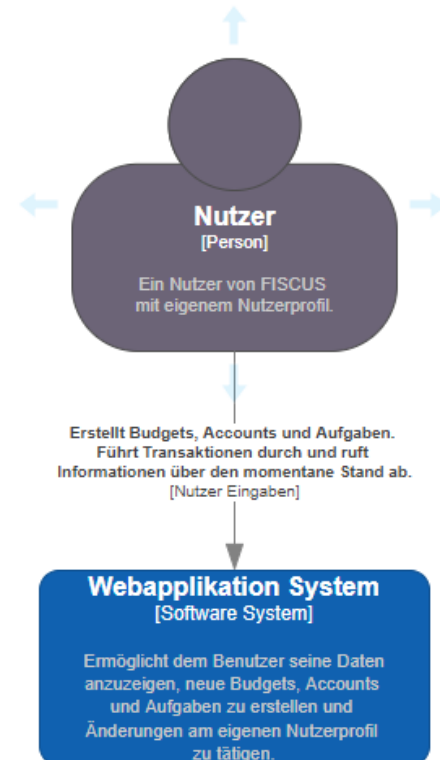 Nutzer
[Person]
Ein Nutzer von FISCUS
mit eigenem Nutzerprofil.
Erstellt Budgets, Accounts und Aufgaben.
Führt Transaktionen durch und ruft
Informationen über den momentane Stand ab.
[Nutzer Eingaben]
Webapplikation System
[Software System]
Ermöglicht dem Benutzer seine Daten
anzuzeigen, neue Budgets, Accounts
und Aufgaben zu erstellen und
Änderungen am eigenen Nutzerprofil
zu tätigen.